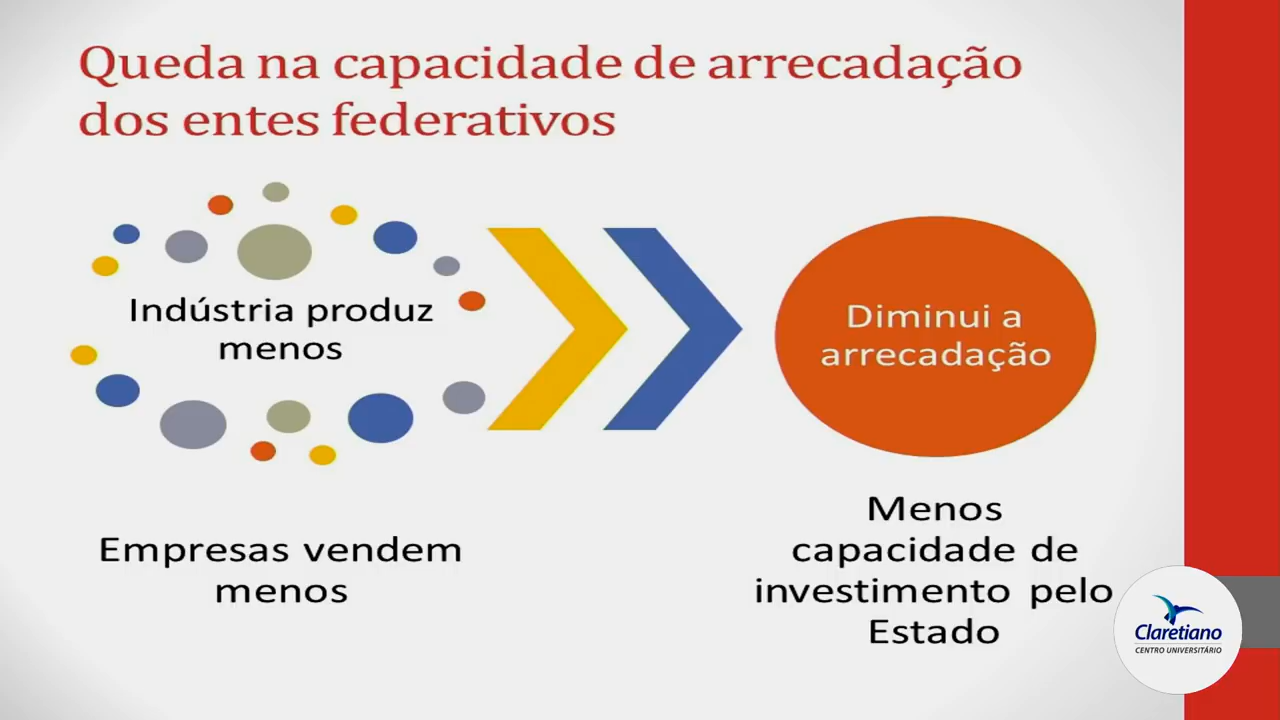 Queda na capacidade de arrecadação
dos entes federativos
Indústria produz
menos
Empresas vendem
menos
Diminui a
arrecadação
Menos
capacidade de
investimento pelo
Estado
Claretiano
CENTRO UNIVERSITÁRIO